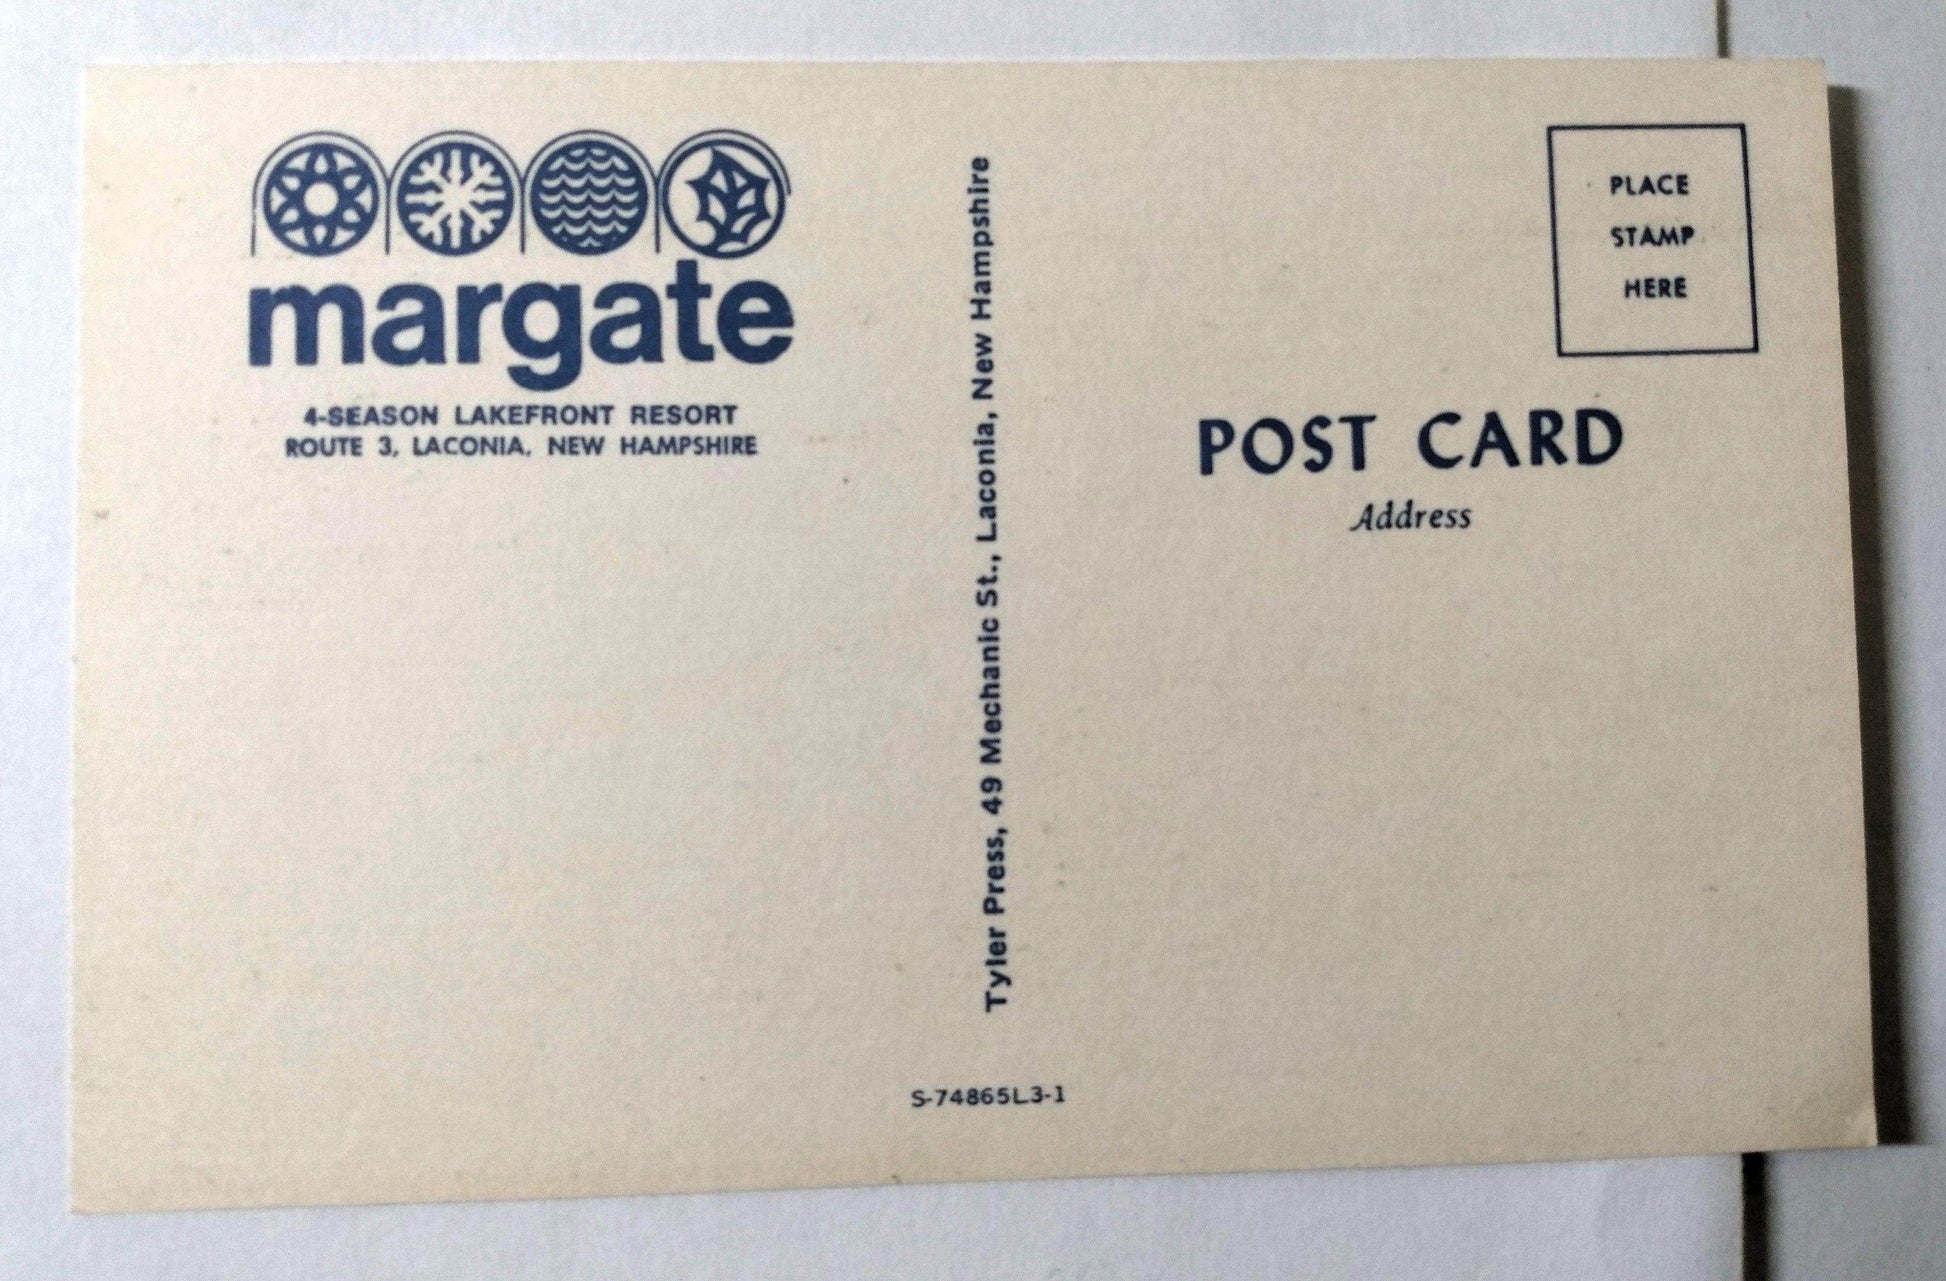 margate
4-SEASON LAKEFRONT RESORT
ROUTE 3, LACONIA, NEW HAMPSHIRE
Tyler Press, 49 Mechanic St., Laconia, New Hampshire
S-74865L3-1
PLACE
STAMP
HERE
POST CARD
Address